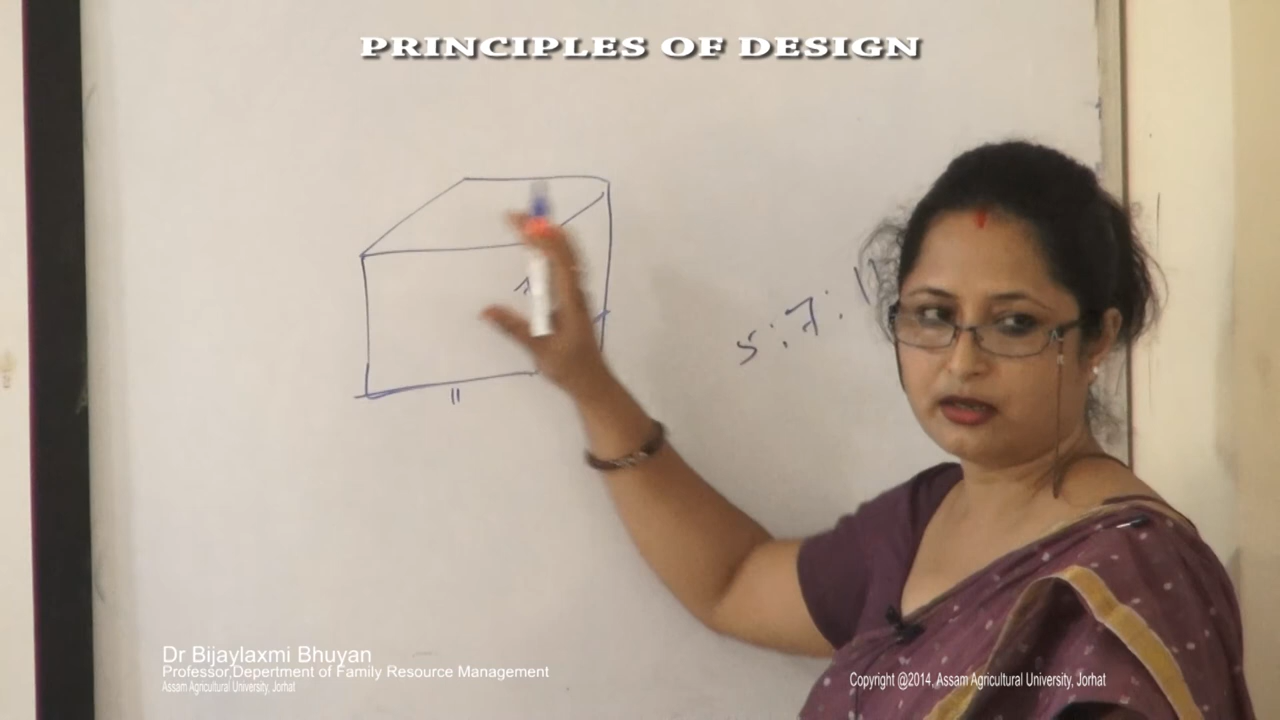 PRINCIPLES OF DESIGN
5:7:11
11
Dr Bijaylaxmi Bhuyan
Professor,Depertment of Family Resource Management
Assam Agricultural University, Jorhat
Copyright @2014, Assam Agricultural University, Jorhat